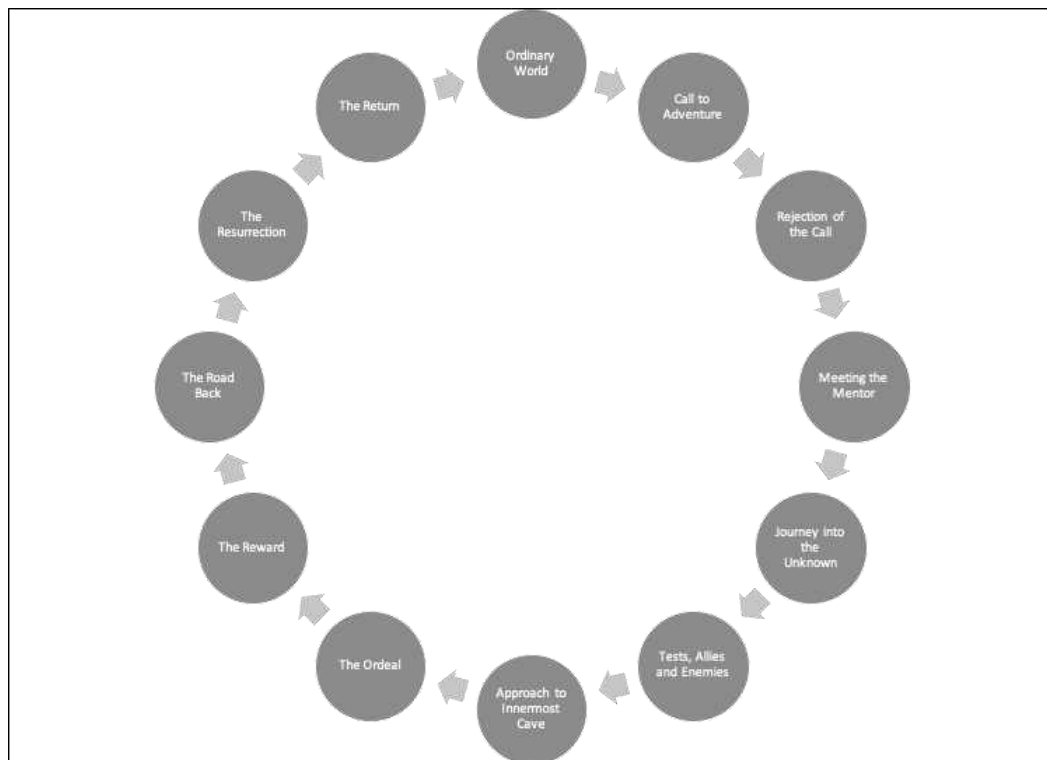 Ordinary
World
Call to
Adventure
Rejection of
the Call
Meeting the
Mentor
Journey into
the
Unknown
Tests, Allies
and Enemies
Approach to
Innermost
Cave
The Ordeal
The Reward
The Road
Back
The
Resurrection
The Return